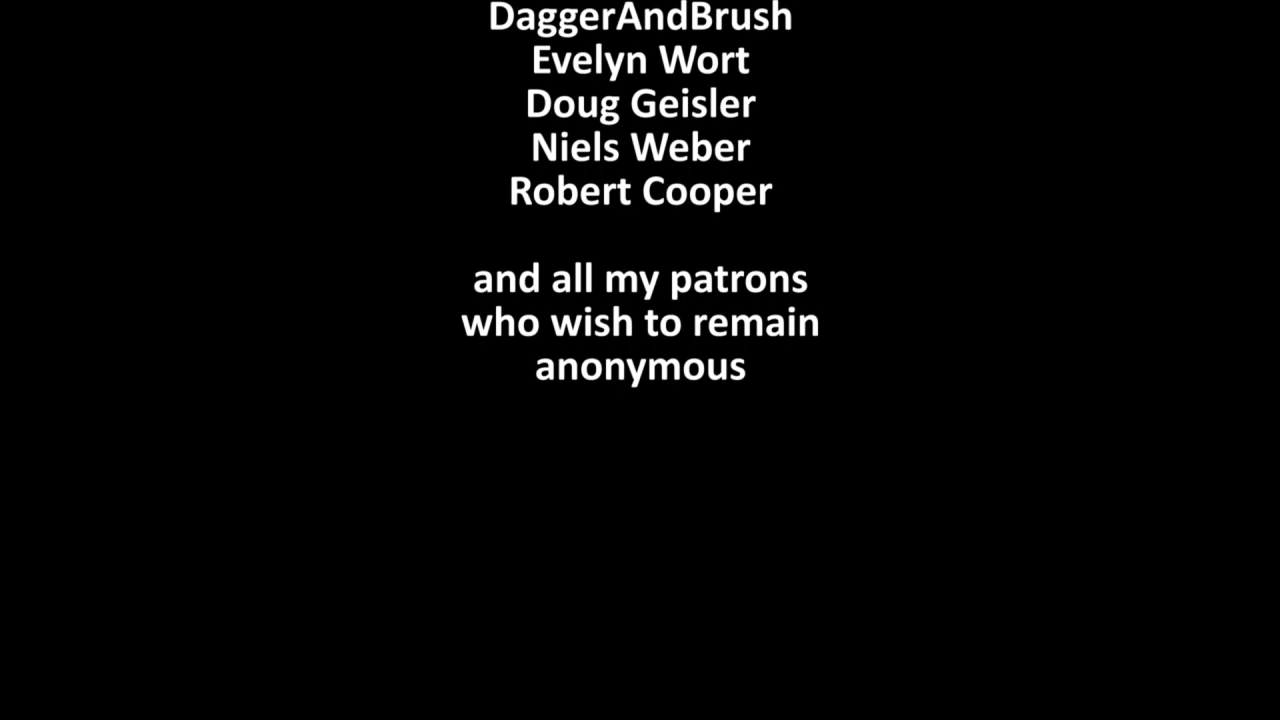 DaggerAndBrush
Evelyn Wort
Doug Geisler
Niels Weber
Robert Cooper
and all my patrons
who wish to remain
anonymous